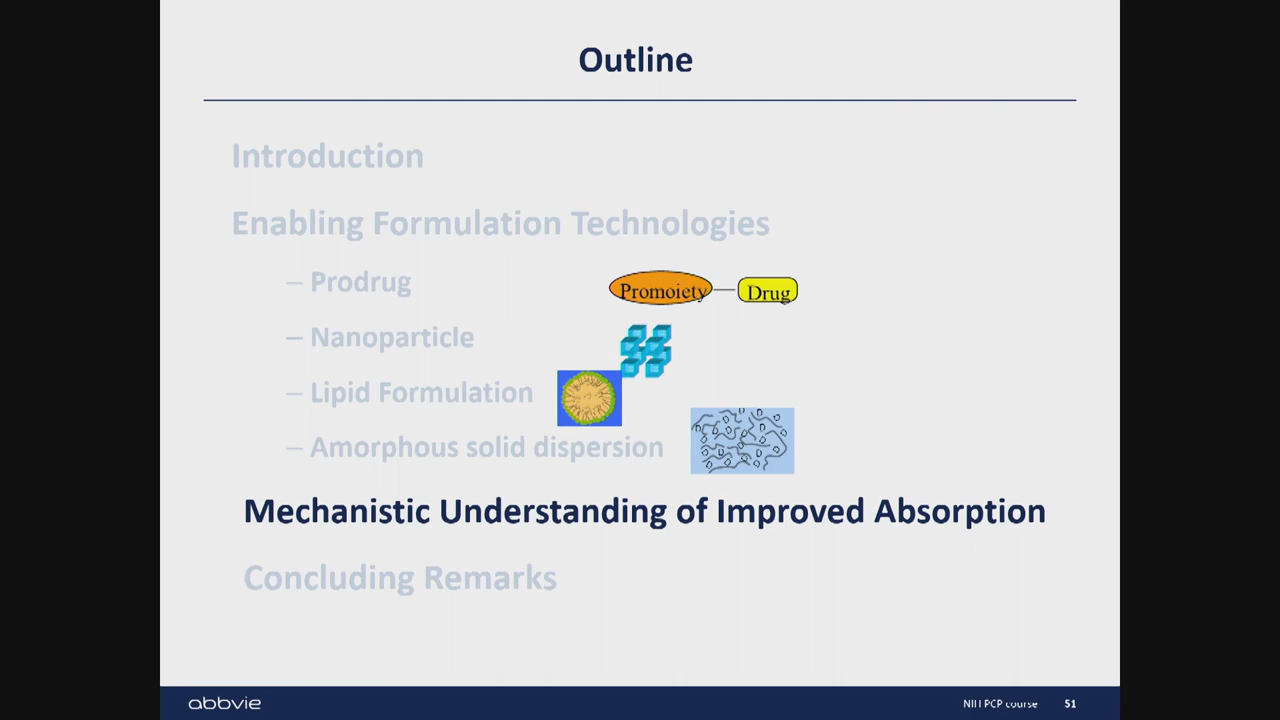 Outline
Introduction
Enabling Formulation Technologies
– Prodrug
Promoiety
Drug
– Nanoparticle
– Lipid Formulation
– Amorphous solid dispersion
Mechanistic Understanding of Improved Absorption
Concluding Remarks
abbvie
NIH PCP course
51